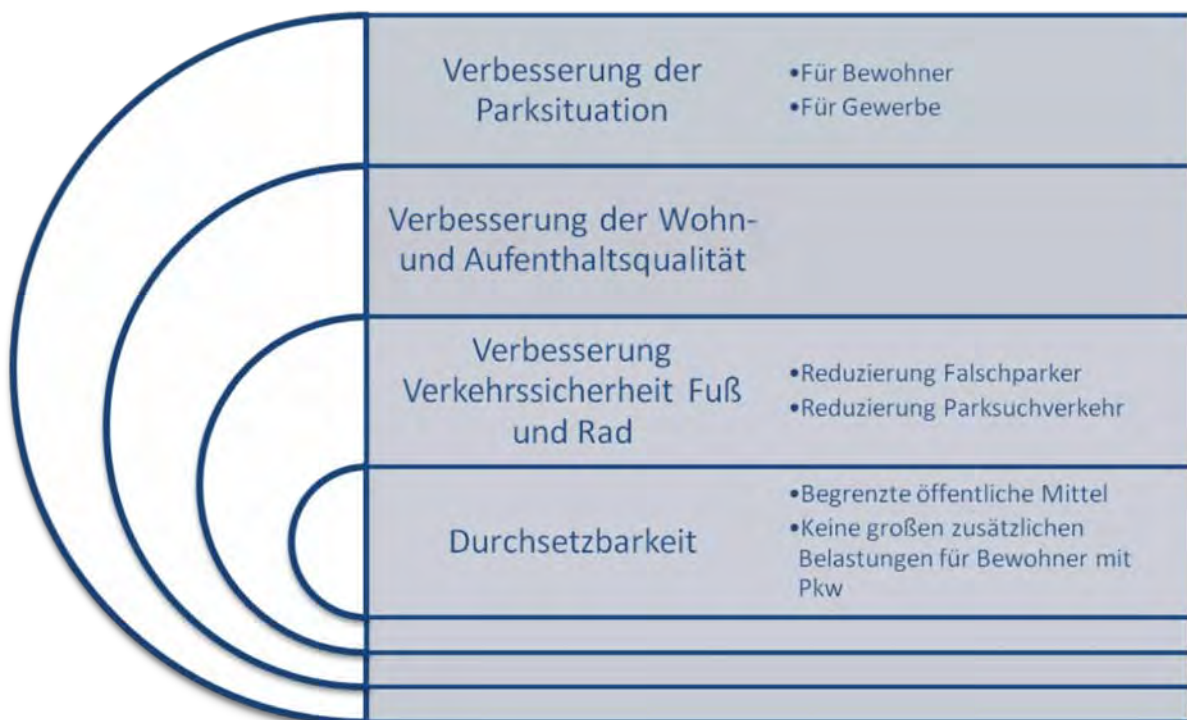 Verbesserung der
Parksituation
•Für Bewohner
•Für Gewerbe
Verbesserung der Wohn-
und Aufenthaltsqualität
Verbesserung
Verkehrssicherheit Fuß
und Rad
•Reduzierung Falschparker
•Reduzierung Parksuchverkehr
Durchsetzbarkeit
•Begrenzte öffentliche Mittel
•Keine großen zusätzlichen
Belastungen für Bewohner mit
Pkw